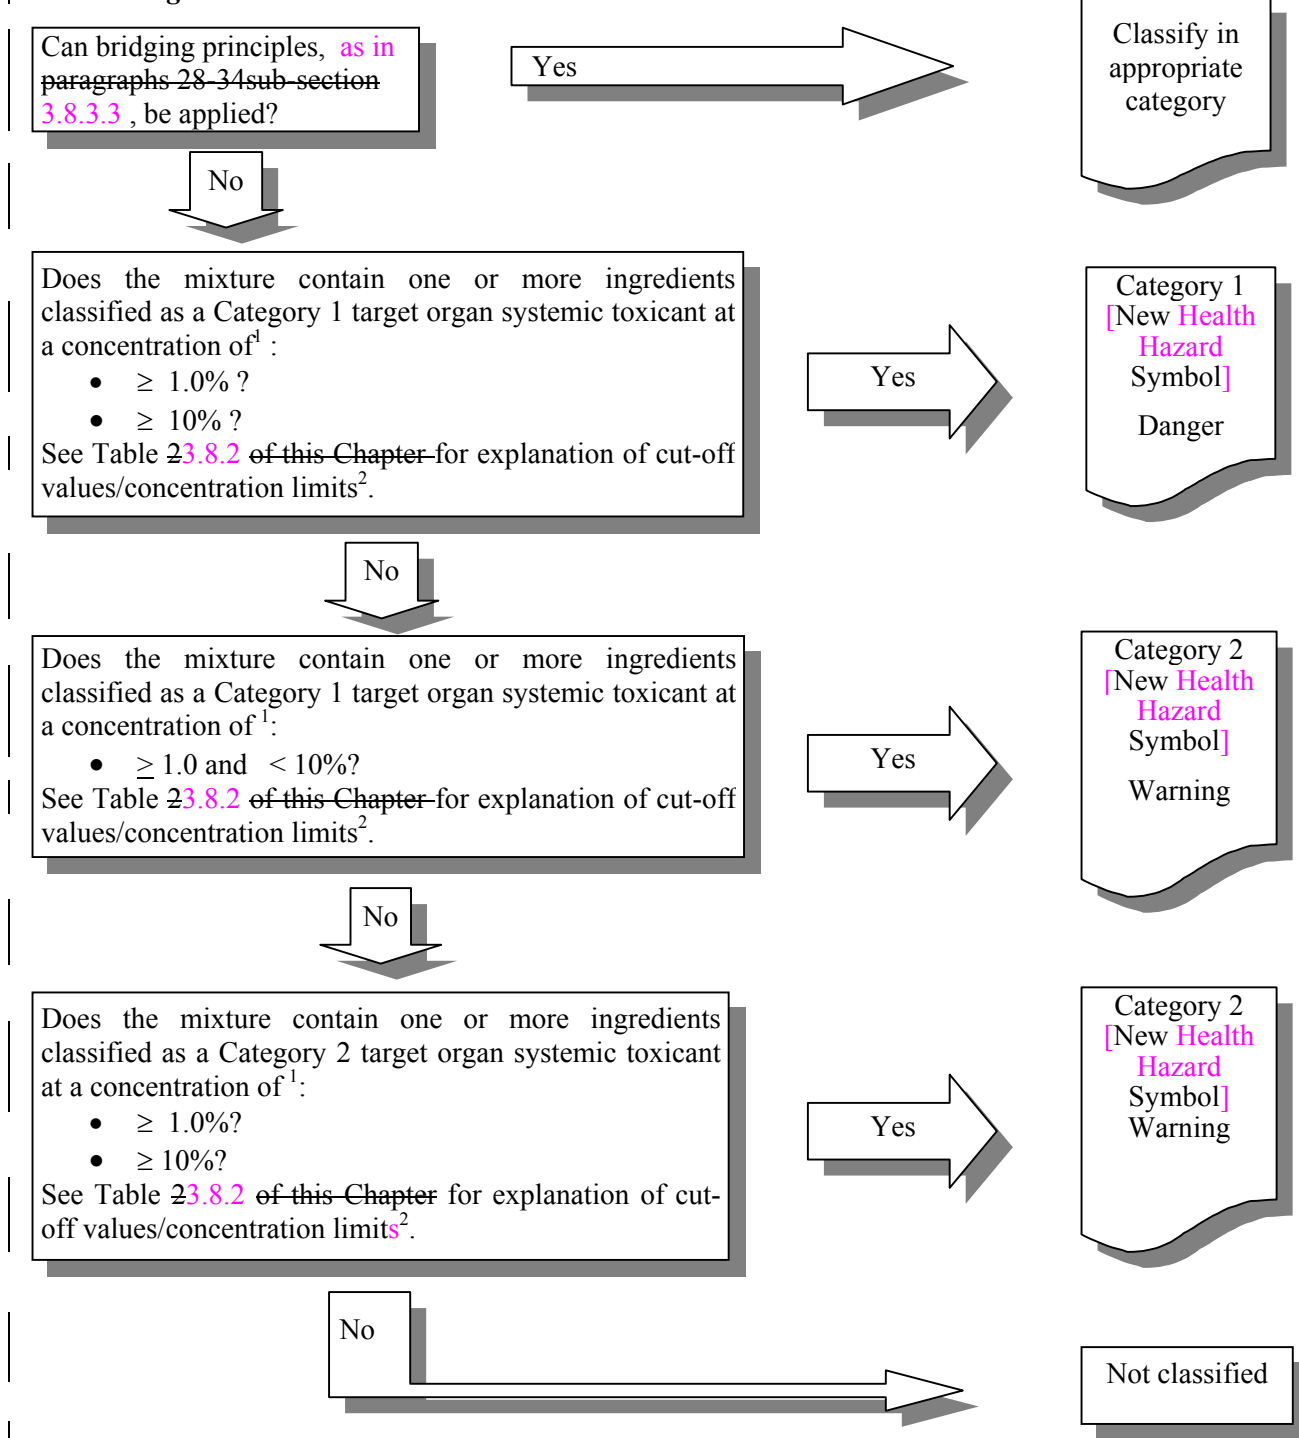 Can bridging principles, as in
paragraphs 28-34sub-section
3.8.3.3 , be applied?
Yes
Classify in
appropriate
category
No
Does the mixture contain one or more ingredients
classified as a Category 1 target organ systemic toxicant at
a concentration of1 :
• ≥ 1.0% ?
• ≥ 10% ?
See Table 23.8.2 of this Chapter for explanation of cut-off
values/concentration limits2.
Yes
Category 1
[New Health
Hazard
Symbol]
Danger
No
Does the mixture contain one or more ingredients
classified as a Category 1 target organ systemic toxicant at
a concentration of 1:
• ≥ 1.0 and < 10%?
See Table 23.8.2 of this Chapter for explanation of cut-off
values/concentration limits2.
Yes
Category 2
[New Health
Hazard
Symbol]
Warning
No
Does the mixture contain one or more ingredients
classified as a Category 2 target organ systemic toxicant
at a concentration of 1:
• ≥ 1.0%?
• ≥ 10%?
See Table 23.8.2 of this Chapter for explanation of cut-
off values/concentration limits2.
Yes
Category 2
[New Health
Hazard
Symbol]
Warning
No
Not classified